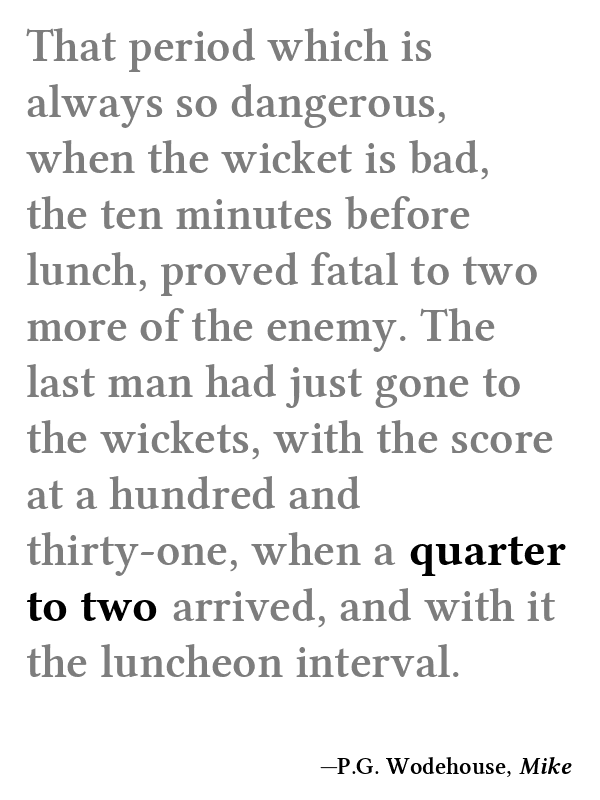 That period which is
always so dangerous,
when the wicket is bad,
the ten minutes before
lunch, proved fatal to two
more of the enemy. The
last man had just gone to
the wickets, with the score
at a hundred and
thirty-one, when a quarter
to two arrived, and with it
the luncheon interval.
—P.G. Wodehouse, Mike